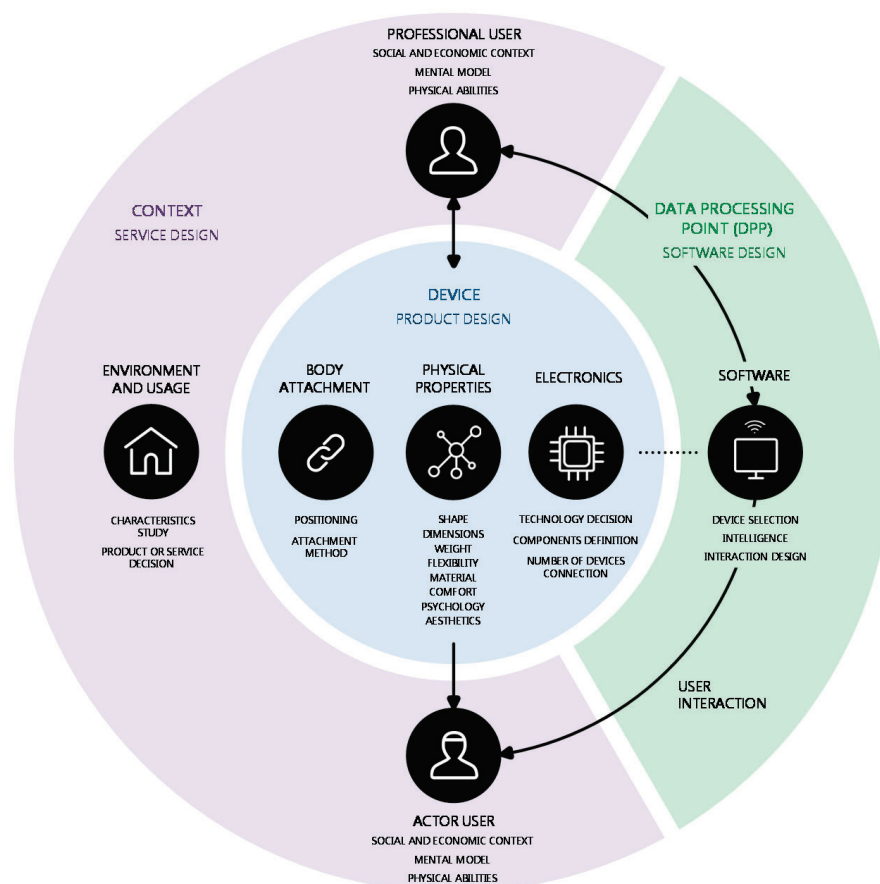 PROFESSIONAL USER
SOCIAL AND ECONOMIC CONTEXT
MENTAL MODEL
PHYSICAL ABILITIES
CONTEXT
SERVICE DESIGN
DATA PROCESSING
POINT (DPP)
SOFTWARE DESIGN
DEVICE
PRODUCT DESIGN
ENVIRONMENT
AND USAGE
CHARACTERISTICS
STUDY
PRODUCT OR SERVICE
DECISION
BODY
ATTACHMENT
POSITIONING
ATTACHMENT
METHOD
PHYSICAL
PROPERTIES
SHAPE
DIMENSIONS
WEIGHT
FLEXIBILITY
MATERIAL
COMFORT
PSYCHOLOGY
AESTHETICS
ELECTRONICS
TECHNOLOGY DECISION
COMPONENTS DEFINITION
NUMBER OF DEVICES
CONNECTION
SOFTWARE
DEVICE SELECTION
INTELLIGENCE
INTERACTION DESIGN
USER
INTERACTION
ACTOR USER
SOCIAL AND ECONOMIC CONTEXT
MENTAL MODEL
PHYSICAL ABILITIES